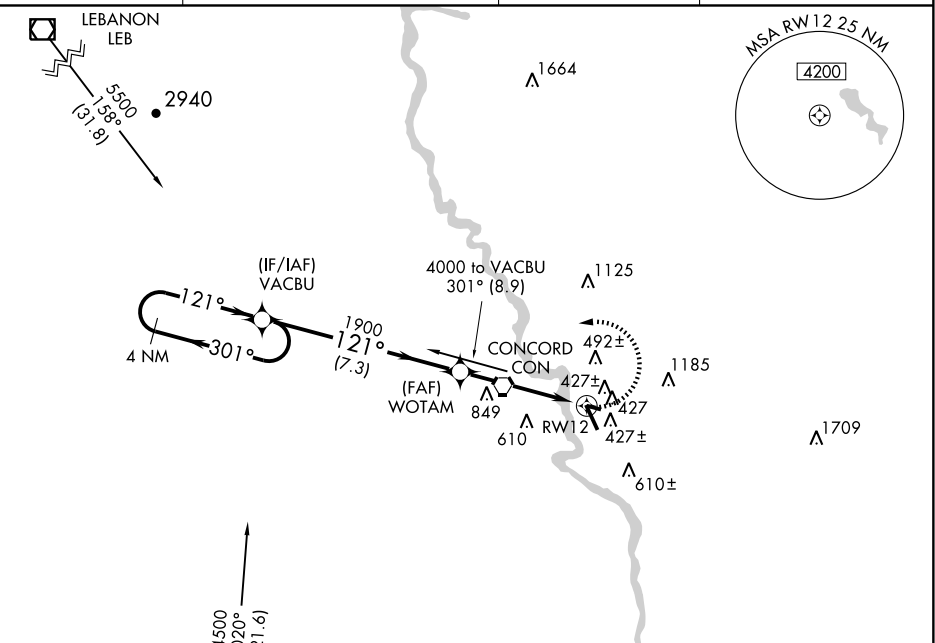 LEBANON
LEB
5500
158°
(31.8)
2940
1664
MSA RW12 25 NM
4200
(IF/IAF)
VACBU
4000 to VACBU
301° (8.9)
1125
121°
301°
4 NM
1900
121°
(7.3)
CONCORD
CON
492±
1185
(FAF)
WOTAM
849
427±
427
610
RW12
427±
1709
610±
4500
020°